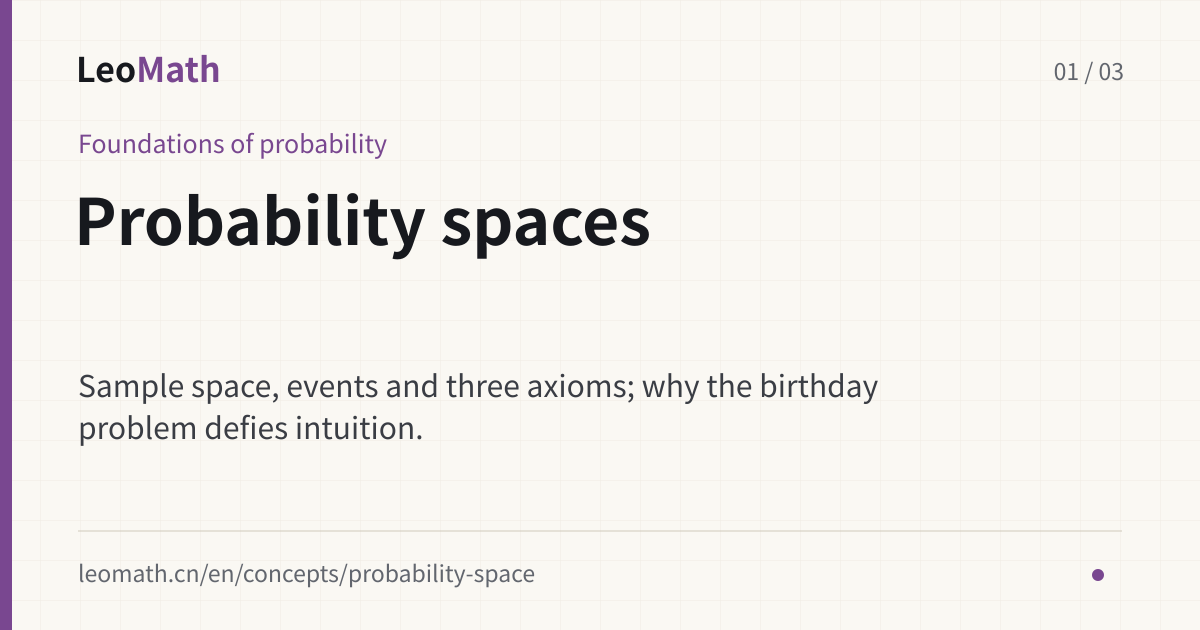 LeoMath
01 / 03
Foundations of probability
Probability spaces
Sample space, events and three axioms; why the birthday
problem defies intuition.
leomath.cn/en/concepts/probability-space